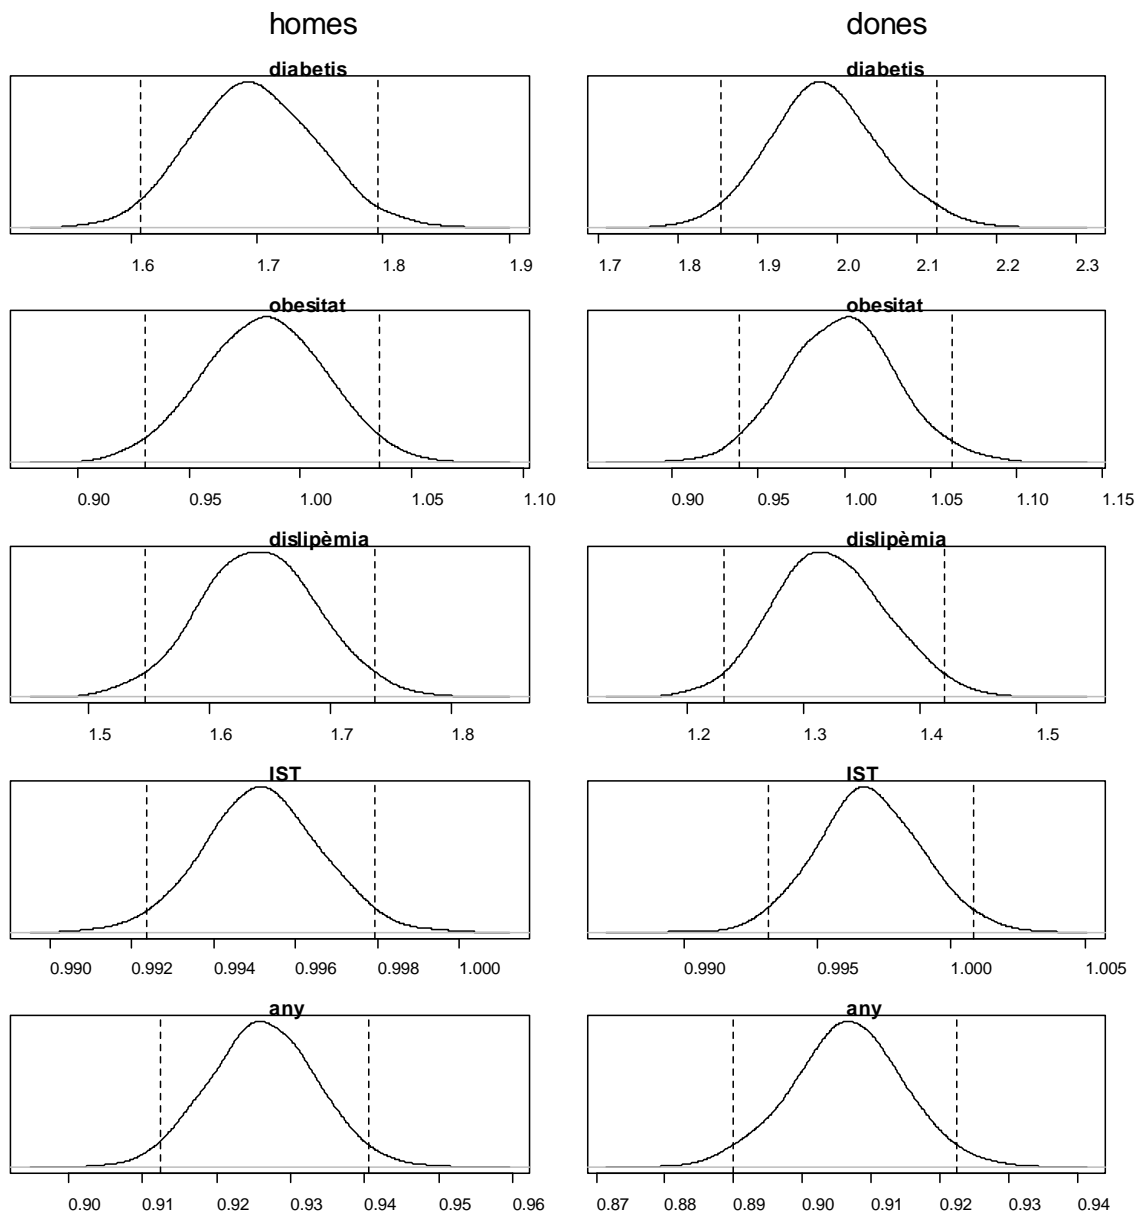 homes dones
diabetis diabetis
1.6 1.7 1.8 1.9 1.7 1.8 1.9 2.0 2.1 2.2 2.3
obesitat obesitat
0.90 0.95 1.00 1.05 1.10 0.90 0.95 1.00 1.05 1.10 1.15
dislipèmia dislipèmia
1.5 1.6 1.7 1.8 1.2 1.3 1.4 1.5
IST IST
0.990 0.992 0.994 0.996 0.998 1.000 0.990 0.995 1.000 1.005
any any
0.90 0.91 0.92 0.93 0.94 0.95 0.96 0.87 0.88 0.89 0.90 0.91 0.92 0.93 0.94